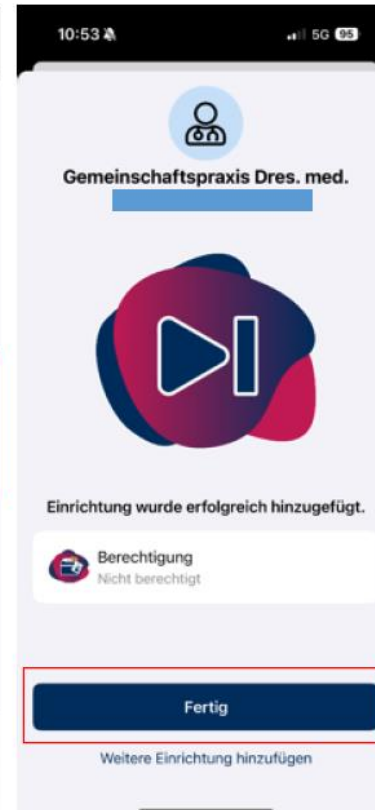 10:53
5G 95
Gemeinschaftspraxis Dres. med.
Einrichtung wurde erfolgreich hinzugefügt.
Berechtigung
Nicht berechtigt
Fertig
Weitere Einrichtung hinzufügen